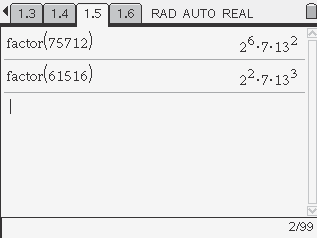 1.3 1.4 1.5 1.6 RAD AUTO REAL
factor(75712) 2⁶·7·13²
factor(61516) 2²·7·13³
2/99